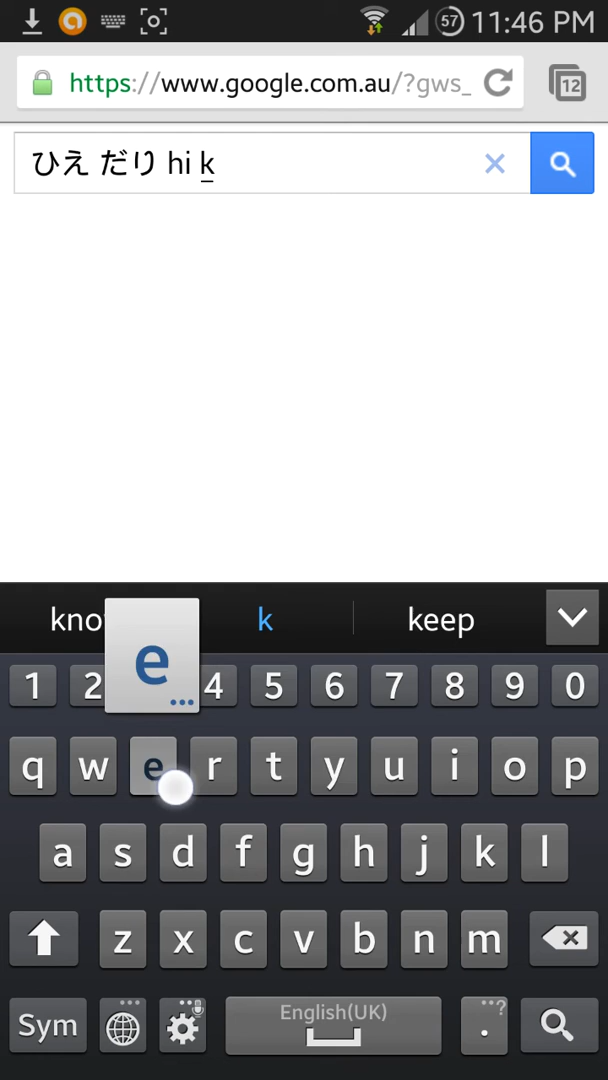 57 11:46 PM
https://www.google.com.au/?gws_ 12
ひえ だり hi k
k keep
e
1 2 4 5 6 7 8 9 0
q w e r t y u i o p
a s d f g h j k l
z x c v b n m
English(UK)
Sym . ?